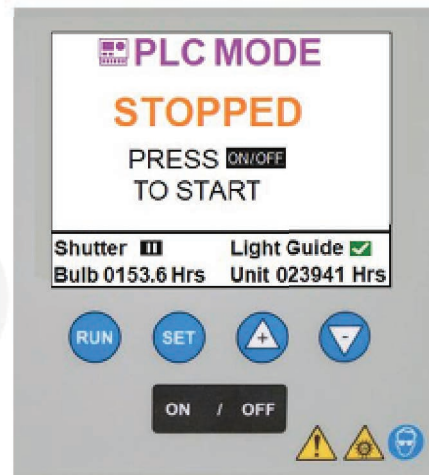 PLC MODE
STOPPED
PRESS ON/OFF
TO START
Shutter Light Guide
Bulb 0153.6 Hrs Unit 023941 Hrs
RUN SET + -
ON / OFF